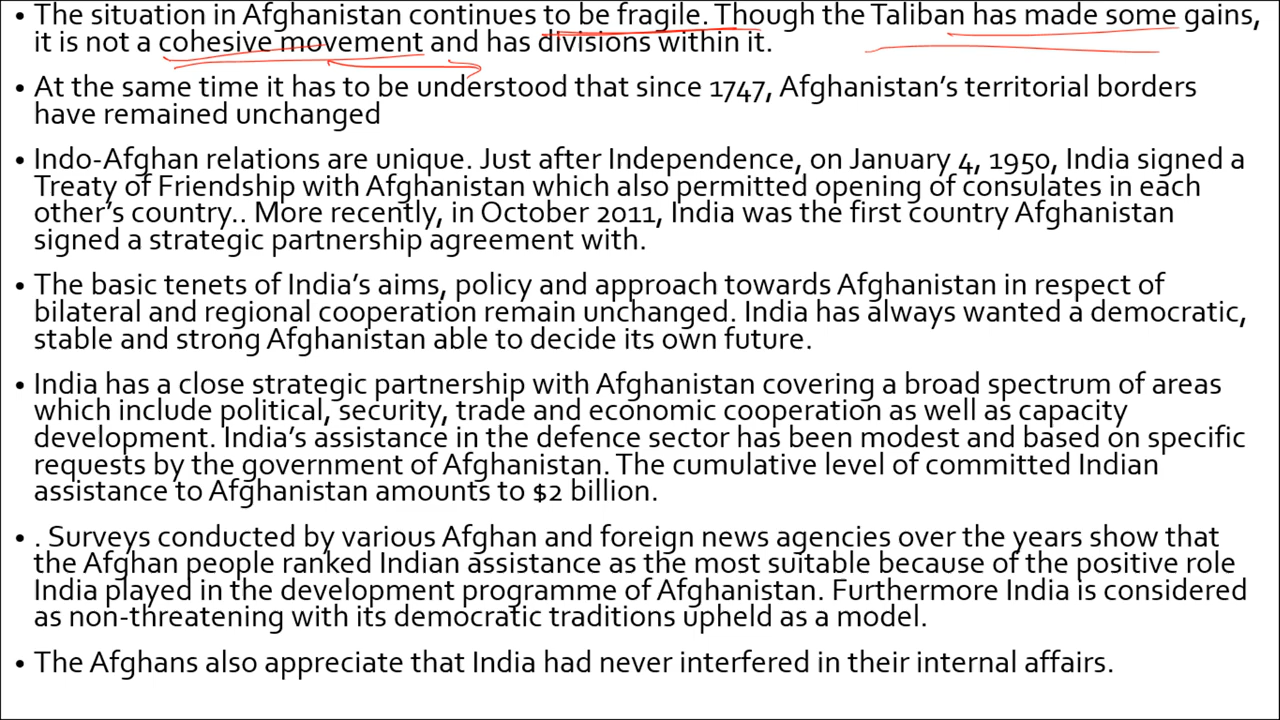 • The situation in Afghanistan continues to be fragile. Though the Taliban has made some gains,
it is not a cohesive movement and has divisions within it.
• At the same time it has to be understood that since 1747, Afghanistan's territorial borders
have remained unchanged
• Indo-Afghan relations are unique. Just after Independence, on January 4, 1950, India signed a
Treaty of Friendship with Afghanistan which also permitted opening of consulates in each
other's country.. More recently, in October 2011, India was the first country Afghanistan
signed a strategic partnership agreement with.
• The basic tenets of India's aims, policy and approach towards Afghanistan in respect of
bilateral and regional cooperation remain unchanged. India has always wanted a democratic,
stable and strong Afghanistan able to decide its own future.
• India has a close strategic partnership with Afghanistan covering a broad spectrum of areas
which include political, security, trade and economic cooperation as well as capacity
development. India's assistance in the defence sector has been modest and based on specific
requests by the government of Afghanistan. The cumulative level of committed Indian
assistance to Afghanistan amounts to $2 billion.
• . Surveys conducted by various Afghan and foreign news agencies over the years show that
the Afghan people ranked Indian assistance as the most suitable because of the positive role
India played in the development programme of Afghanistan. Furthermore India is considered
as non-threatening with its democratic traditions upheld as a model.
• The Afghans also appreciate that India had never interfered in their internal affairs.